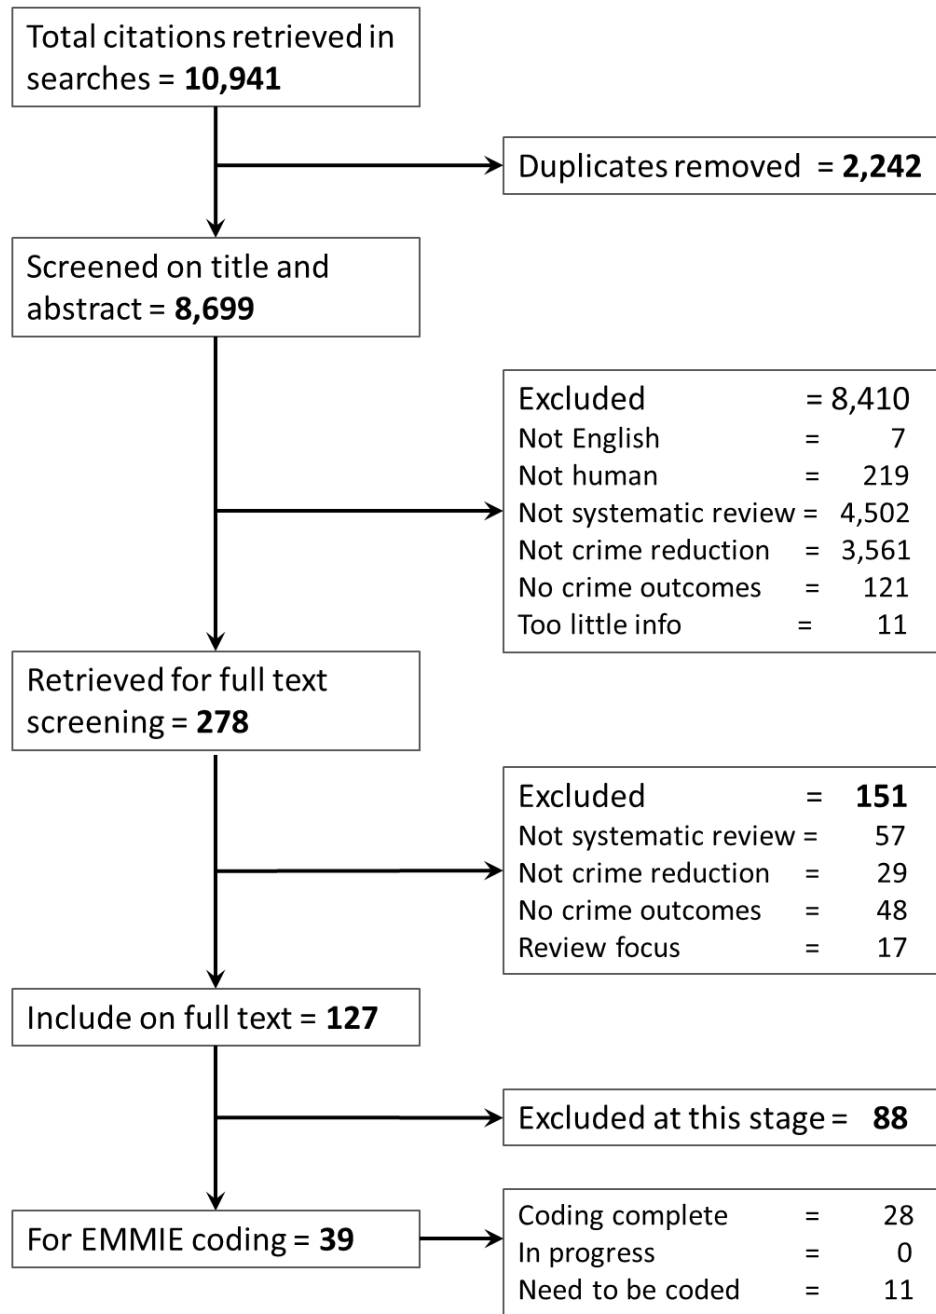 Total citations retrieved in
searches = 10,941
Duplicates removed = 2,242
Screened on title and
abstract = 8,699
Excluded = 8,410
Not English = 7
Not human = 219
Not systematic review = 4,502
Not crime reduction = 3,561
No crime outcomes = 121
Too little info = 11
Retrieved for full text
screening = 278
Excluded = 151
Not systematic review = 57
Not crime reduction = 29
No crime outcomes = 48
Review focus = 17
Include on full text = 127
Excluded at this stage = 88
For EMMIE coding = 39
Coding complete = 28
In progress = 0
Need to be coded = 11